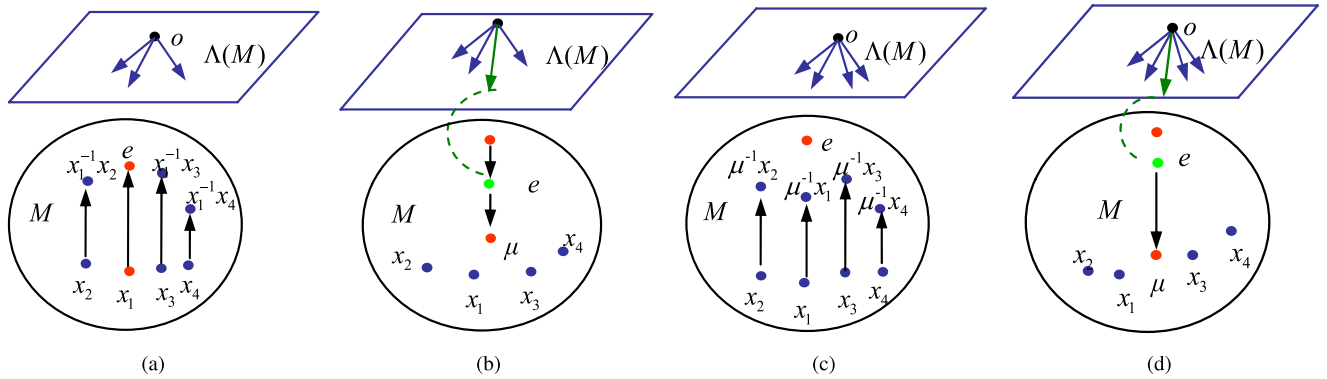 o
Λ(M)
e
x₁⁻¹x₂
x₁⁻¹x₃
x₁⁻¹x₄
M
x₂
x₁
x₃
x₄
(a)
Λ(M)
e
M
μ
x₂
x₁
x₃
x₄
(b)
o
Λ(M)
e
μ⁻¹x₂
μ⁻¹x₁
μ⁻¹x₃
μ⁻¹x₄
M
x₂
x₁
x₃
x₄
(c)
o
Λ(M)
e
M
x₂
x₁
μ
x₃
x₄
(d)